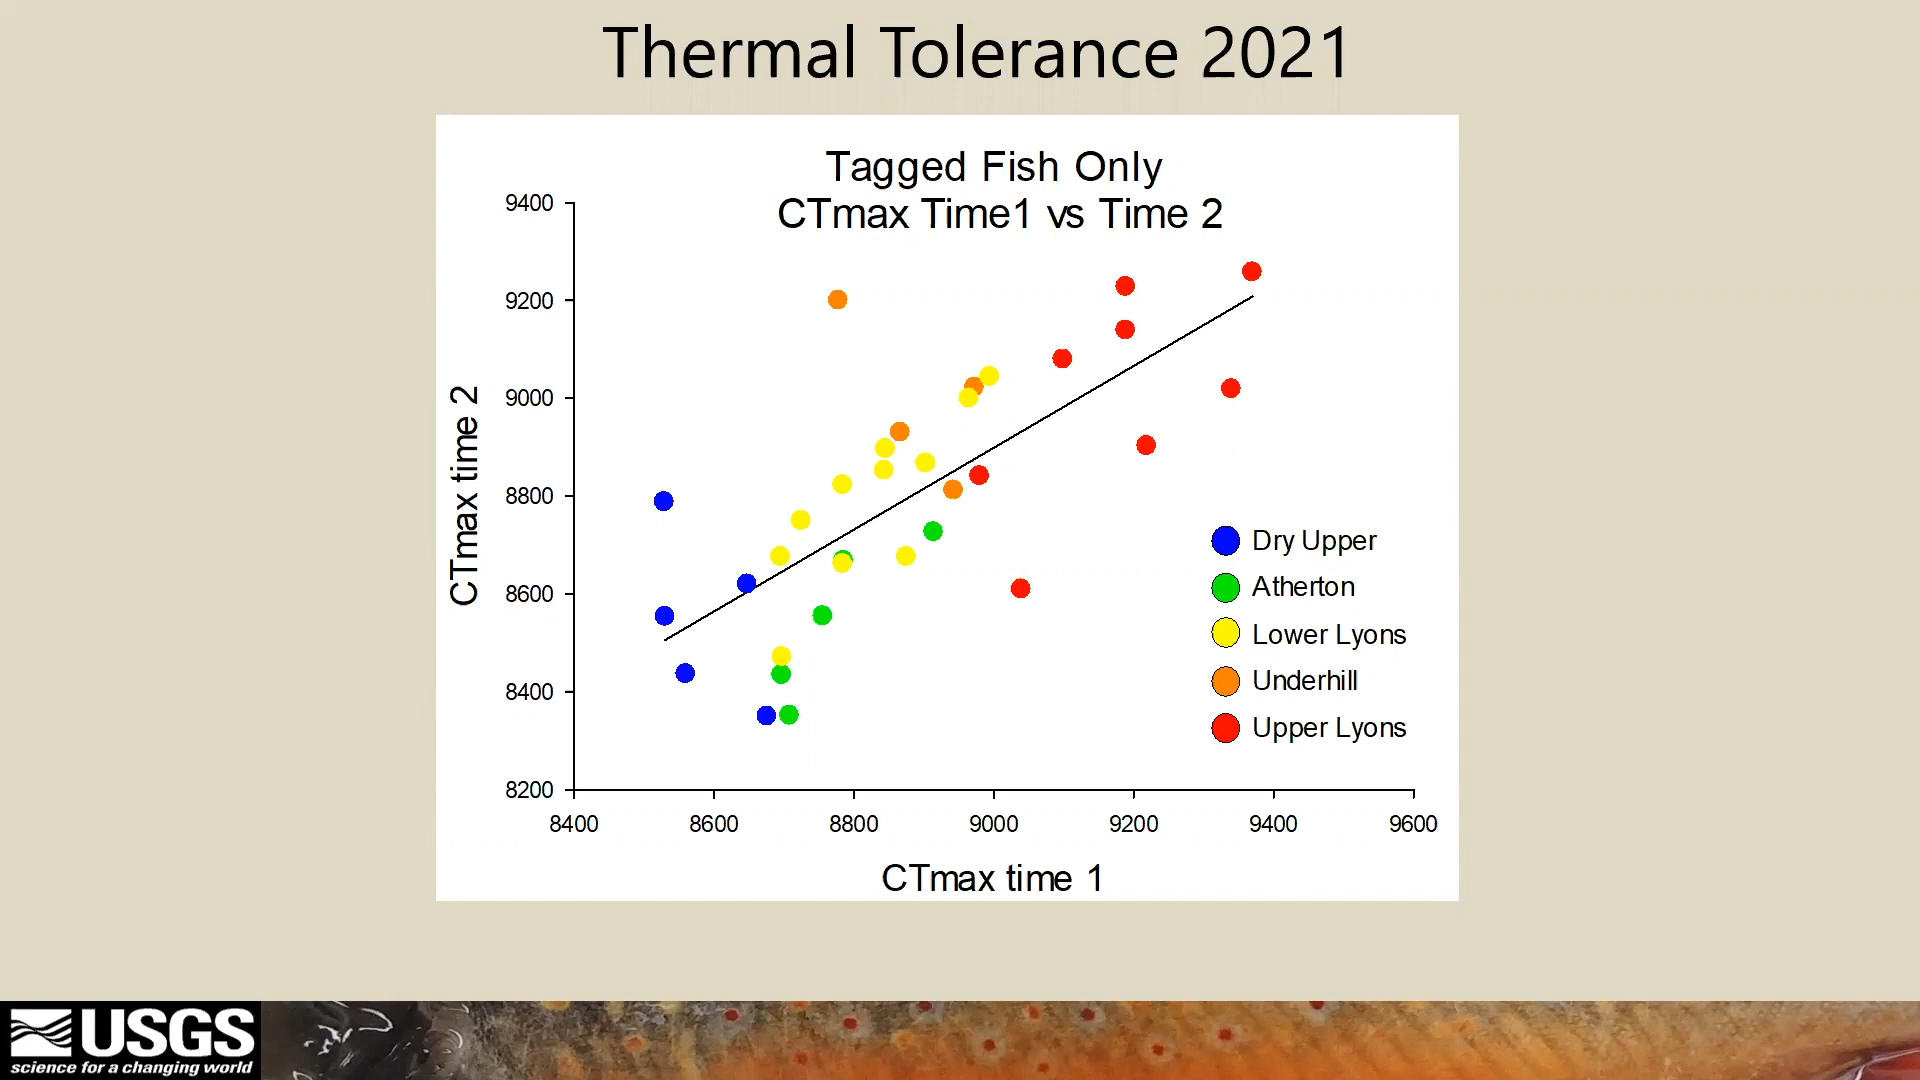 Thermal Tolerance 2021
Tagged Fish Only
CTmax Time1 vs Time 2
9400
9200
9000
8800
8600
8400
8200
CTmax time 2
8400 8600 8800 9000 9200 9400 9600
CTmax time 1
Dry Upper
Atherton
Lower Lyons
Underhill
Upper Lyons
USGS
science for a changing world